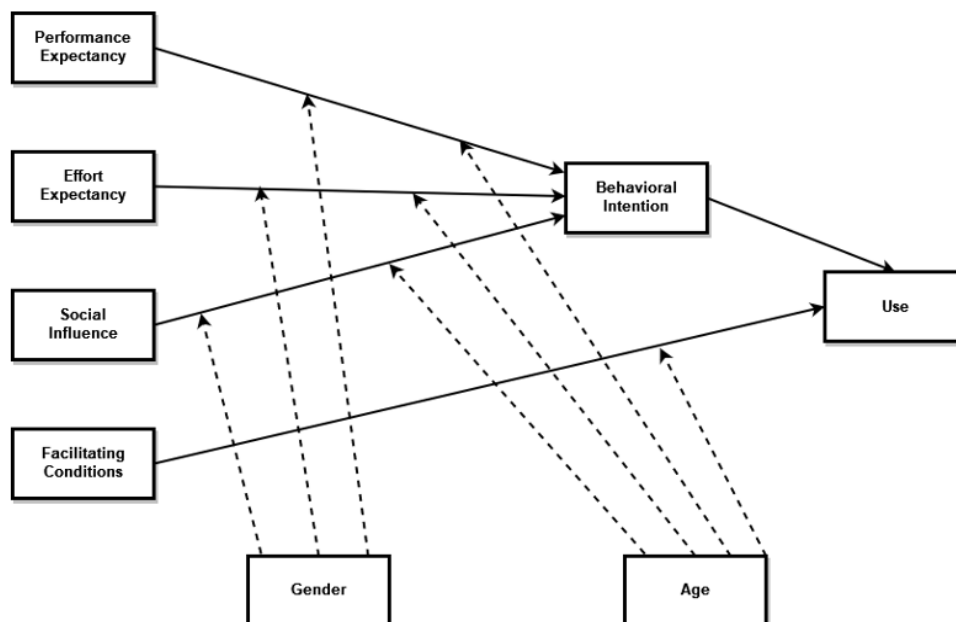 Performance
Expectancy
Effort
Expectancy
Behavioral
Intention
Social
Influence
Use
Facilitating
Conditions
Gender
Age